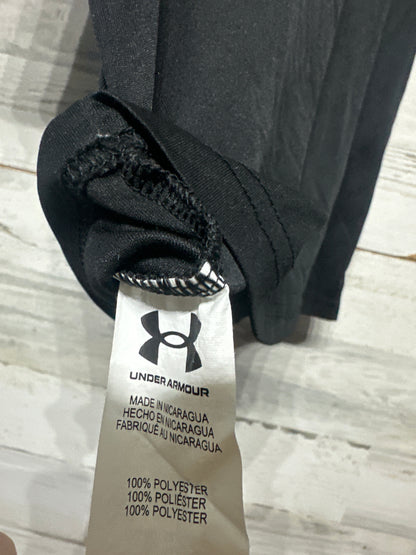 UNDER ARMOUR
MADE IN NICARAGUA
HECHO EN NICARAGUA
FABRIQUÉ AU NICARAGUA
100% POLYESTER
100% POLIÉSTER
100% POLYESTER